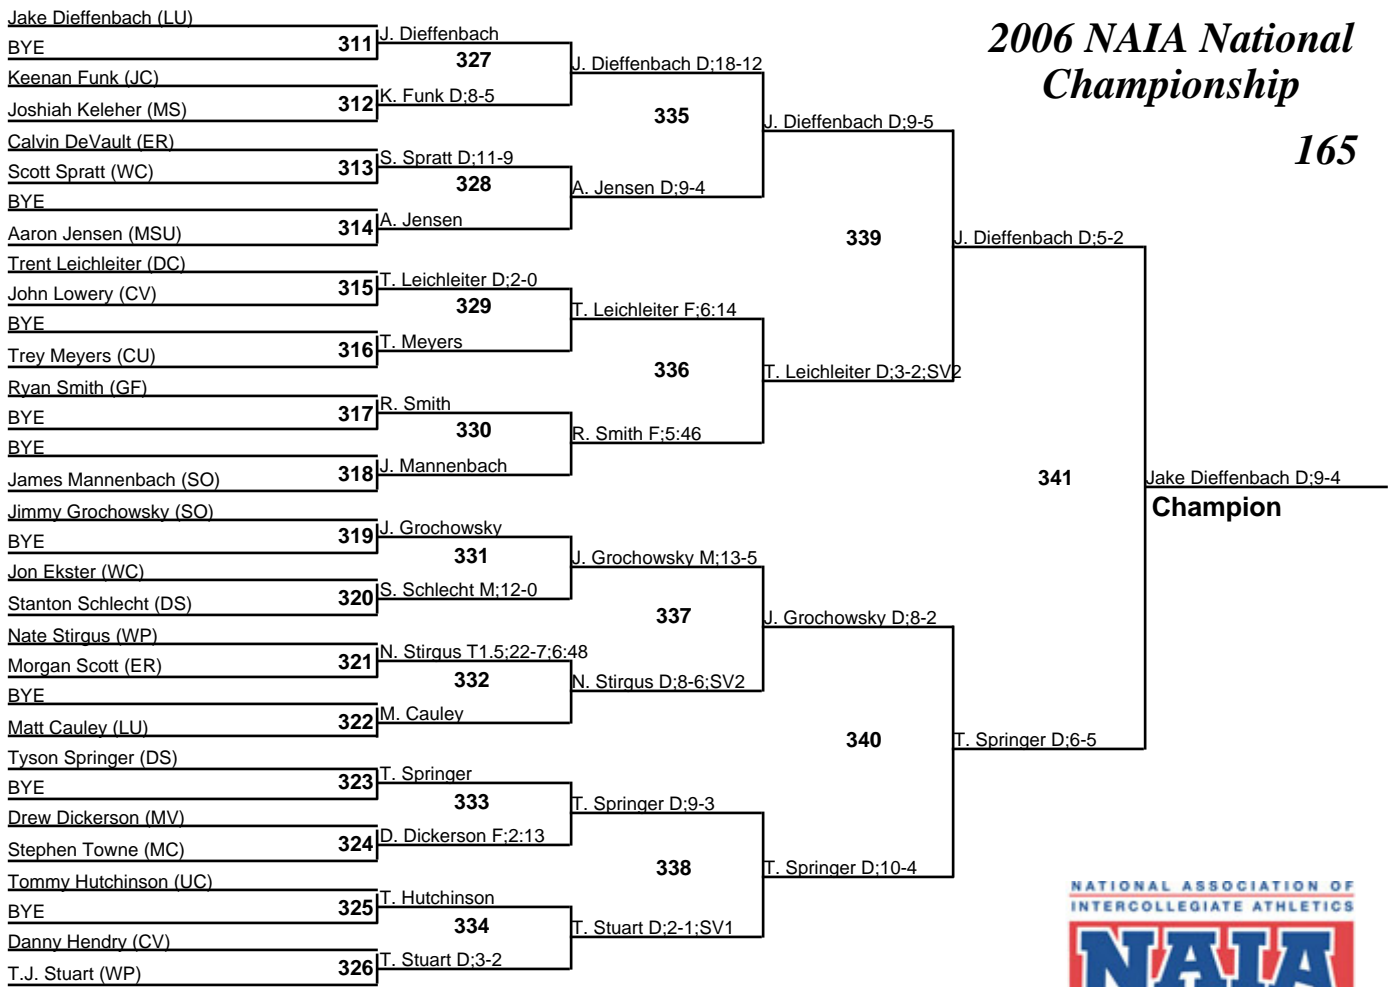 2006 NAIA National
Championship
165
Jake Dieffenbach (LU)
BYE
Keenan Funk (JC)
Joshiah Keleher (MS)
Calvin DeVault (ER)
Scott Spratt (WC)
BYE
Aaron Jensen (MSU)
Trent Leichleiter (DC)
John Lowery (CV)
BYE
Trey Meyers (CU)
Ryan Smith (GF)
BYE
BYE
James Mannenbach (SO)
Jimmy Grochowsky (SO)
BYE
Jon Ekster (WC)
Stanton Schlecht (DS)
Nate Stirgus (WP)
Morgan Scott (ER)
BYE
Matt Cauley (LU)
Tyson Springer (DS)
BYE
Drew Dickerson (MV)
Stephen Towne (MC)
Tommy Hutchinson (UC)
BYE
Danny Hendry (CV)
T.J. Stuart (WP)
311
312
313
314
315
316
317
318
319
320
321
322
323
324
325
326
J. Dieffenbach
327
K. Funk D;8-5
S. Spratt D;11-9
328
A. Jensen
T. Leichleiter D;2-0
329
T. Meyers
R. Smith
330
J. Mannenbach
J. Grochowsky
331
S. Schlecht M;12-0
N. Stirgus T1.5;22-7;6:48
332
M. Cauley
T. Springer
333
D. Dickerson F;2:13
T. Hutchinson
334
T. Stuart D;3-2
J. Dieffenbach D;18-12
335
A. Jensen D;9-4
T. Leichleiter F;6:14
336
R. Smith F;5:46
J. Grochowsky M;13-5
337
N. Stirgus D;8-6;SV2
T. Springer D;9-3
338
T. Stuart D;2-1;SV1
J. Dieffenbach D;9-5
339
T. Leichleiter D;3-2;SV2
J. Grochowsky D;8-2
340
T. Springer D;10-4
J. Dieffenbach D;5-2
341
T. Springer D;6-5
Jake Dieffenbach D;9-4
Champion
NATIONAL ASSOCIATION OF
INTERCOLLEGIATE ATHLETICS
NAIA